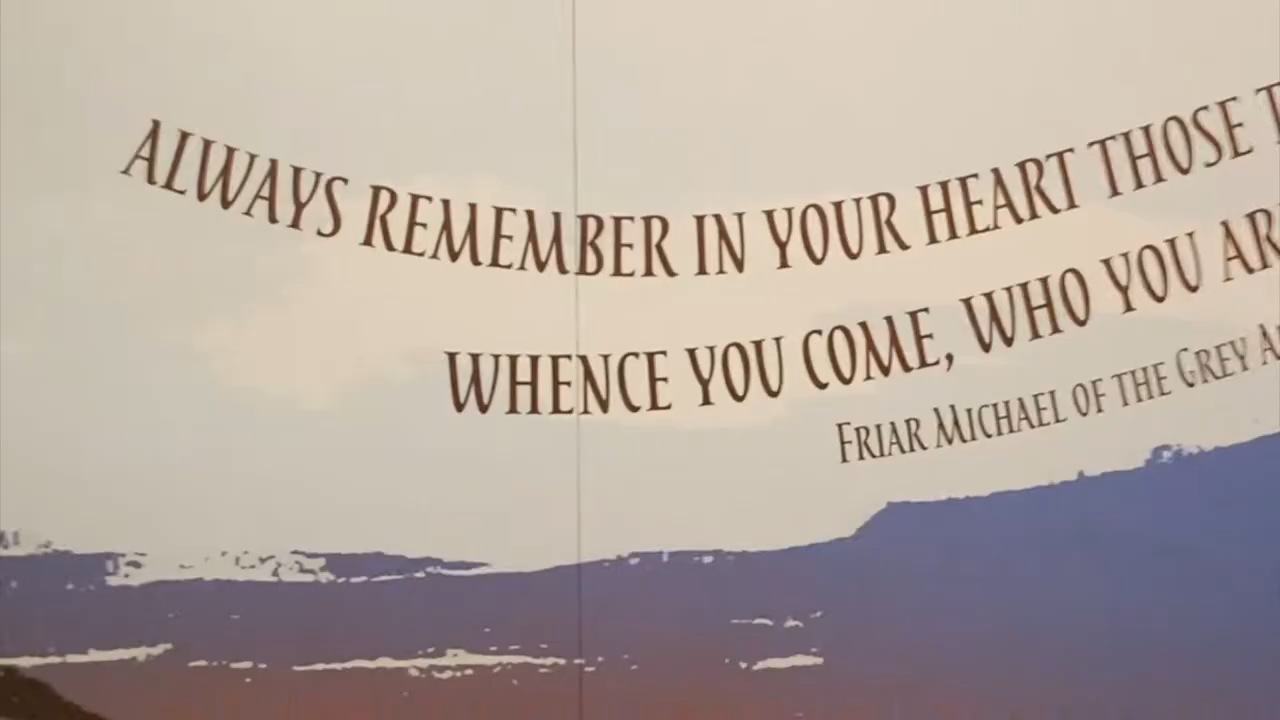 ALWAYS REMEMBER IN YOUR HEART THOSE
WHENCE YOU COME, WHO YOU
FRIAR MICHAEL OF THE GREY